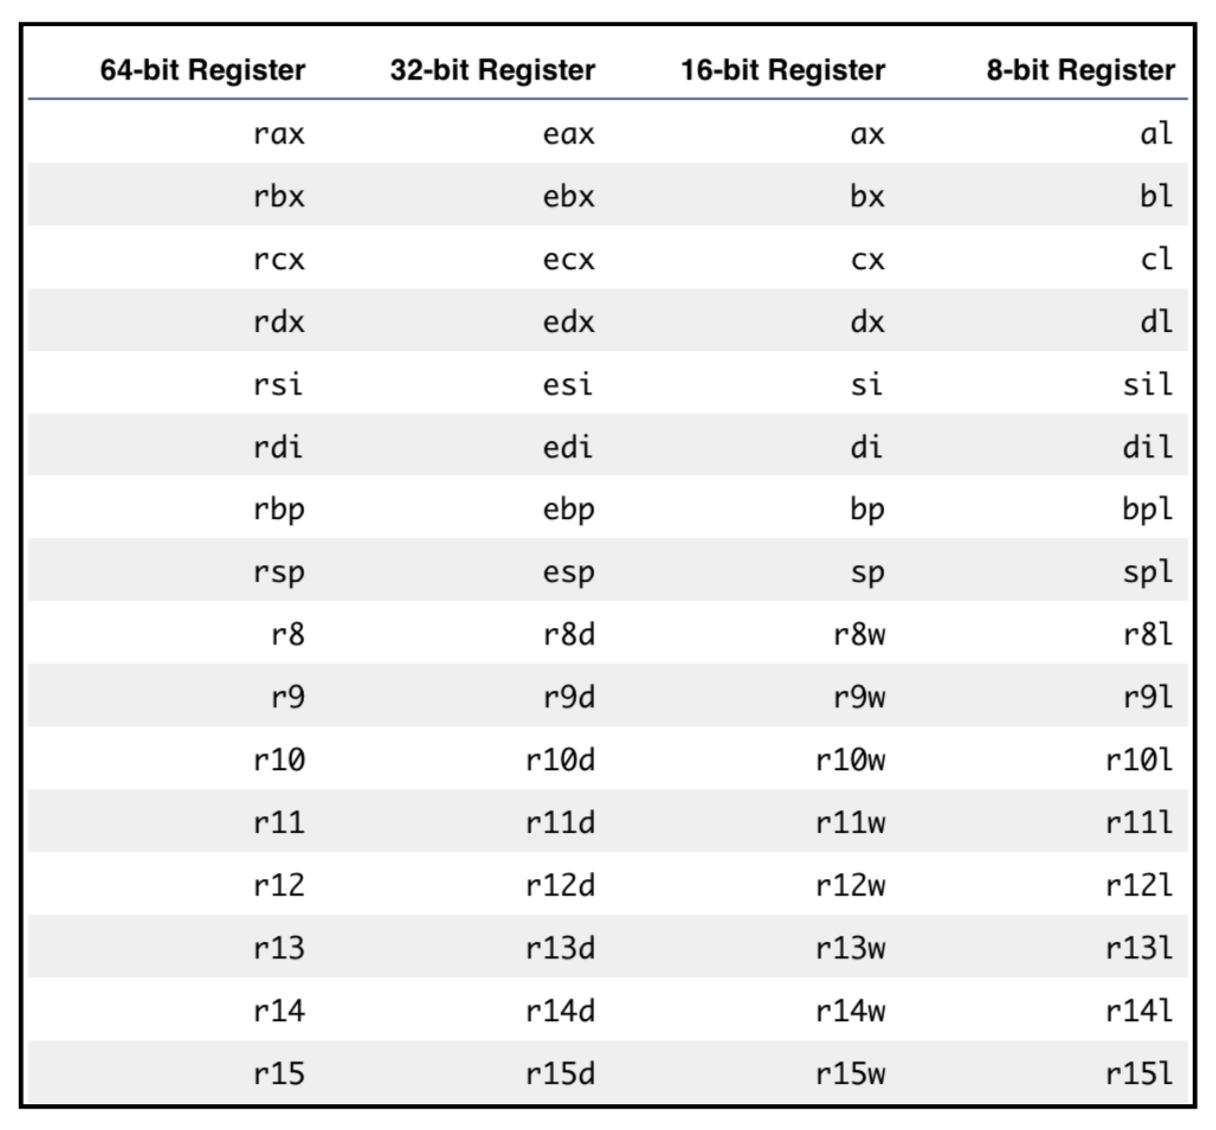 64-bit Register 32-bit Register 16-bit Register 8-bit Register
rax eax ax al
rbx ebx bx bl
rcx ecx cx cl
rdx edx dx dl
rsi esi si sil
rdi edi di dil
rbp ebp bp bpl
rsp esp sp spl
r8 r8d r8w r8l
r9 r9d r9w r9l
r10 r10d r10w r10l
r11 r11d r11w r11l
r12 r12d r12w r12l
r13 r13d r13w r13l
r14 r14d r14w r14l
r15 r15d r15w r15l